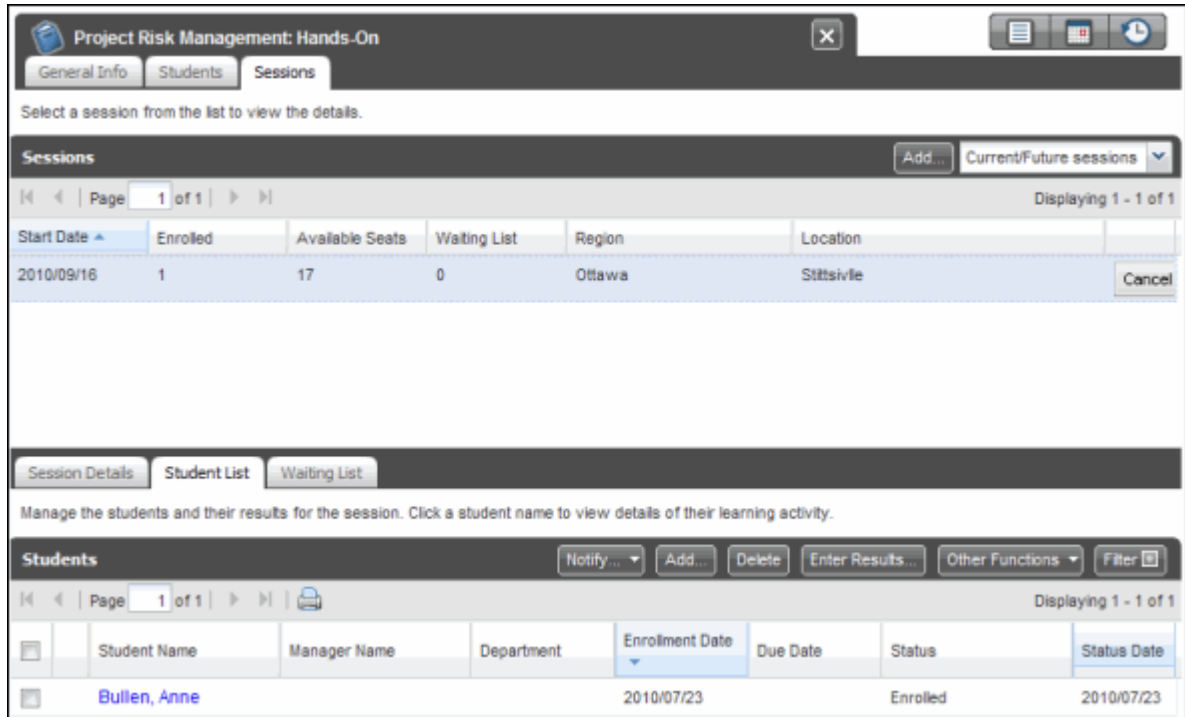 Project Risk Management: Hands-On
General Info Students Sessions
Select a session from the list to view the details.
Sessions Add... Current/Future sessions
Page 1 of 1 Displaying 1 - 1 of 1
Start Date Enrolled Available Seats Waiting List Region Location
2010/09/16 1 17 0 Ottawa Stittsivlle Cancel
Session Details Student List Waiting List
Manage the students and their results for the session. Click a student name to view details of their learning activity.
Students Notify... Add... Delete Enter Results... Other Functions Filter
Page 1 of 1 Displaying 1 - 1 of 1
Student Name Manager Name Department Enrollment Date Due Date Status Status Date
Bullen, Anne 2010/07/23 Enrolled 2010/07/23